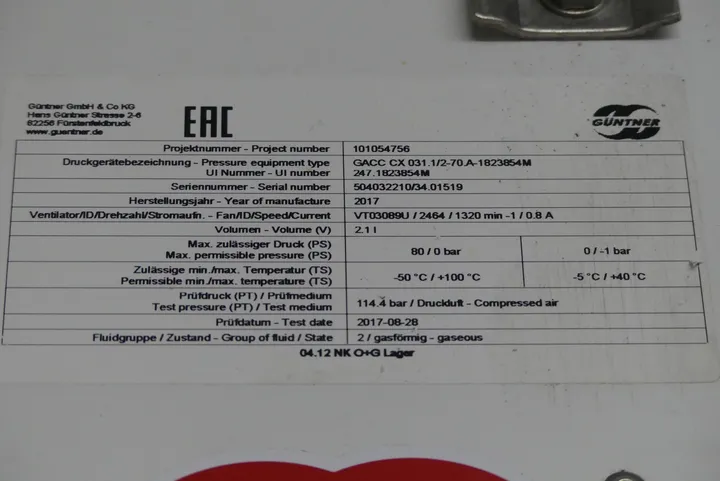 Güntner GmbH & Co KG
Hans Güntner Strasse 2-6
82256 Fürstenfeldbruck
www.guentner.de
EAC
GÜNTNER
Projektnummer - Project number 101054756
Druckgerätebezeichnung - Pressure equipment type GACC CX 031.1/2-70.A-1823854M
UI Nummer - UI number 247.1823854M
Seriennummer - Serial number 504032210/34.01519
Herstellungsjahr - Year of manufacture 2017
Ventilator/ID/Drehzahl/Stromaufn. - Fan/ID/Speed/Current VT03089U / 2464 / 1320 min -1 / 0.8 A
Volumen - Volume (V) 2.1 l
Max. zulässiger Druck (PS)
Max. permissible pressure (PS) 80 / 0 bar 0 / -1 bar
Zulässige min./max. Temperatur (TS)
Permissible min./max. temperature (TS) -50 °C / +100 °C -5 °C / +40 °C
Prüfdruck (PT) / Prüfmedium
Test pressure (PT) / Test medium 114.4 bar / Druckluft - Compressed air
Prüfdatum - Test date 2017-08-28
Fluidgruppe / Zustand - Group of fluid / State 2 / gasförmig - gaseous
04.12 NK O+G Lager